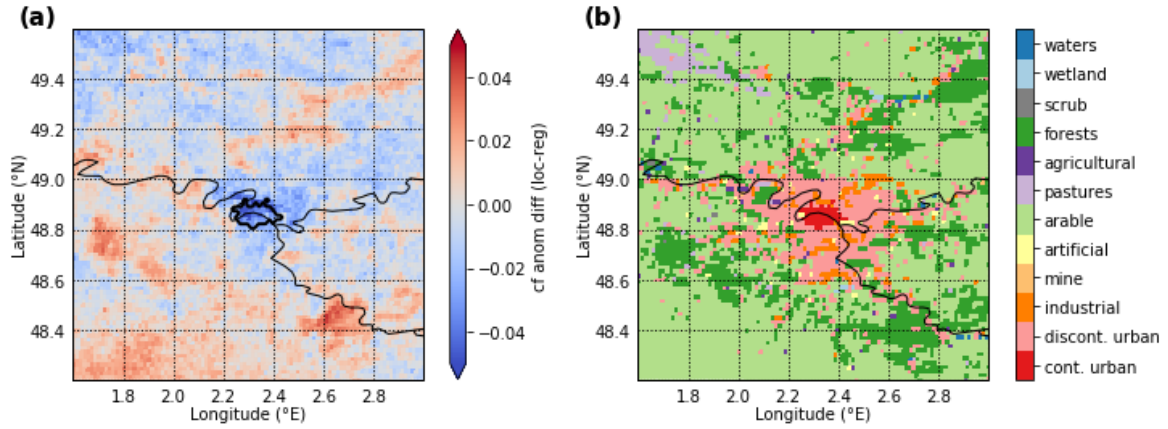 (a)
49.4
49.2
49.0
48.8
48.6
48.4
Latitude (°N)
1.8 2.0 2.2 2.4 2.6 2.8
Longitude (°E)
0.04
0.02
0.00
−0.02
−0.04
cf anom diff (loc-reg)
(b)
49.4
49.2
49.0
48.8
48.6
48.4
Latitude (°N)
1.8 2.0 2.2 2.4 2.6 2.8
Longitude (°E)
waters
wetland
scrub
forests
agricultural
pastures
arable
artificial
mine
industrial
discont. urban
cont. urban